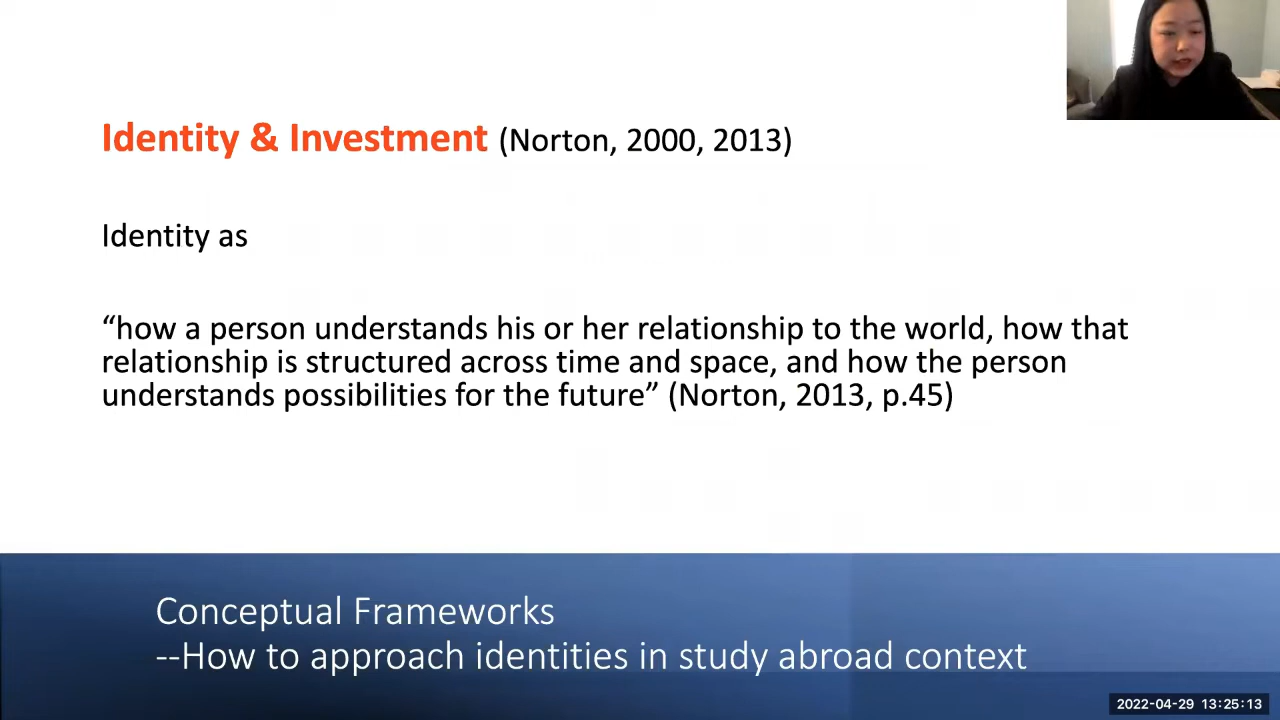 Identity & Investment (Norton, 2000, 2013)
Identity as
“how a person understands his or her relationship to the world, how that
relationship is structured across time and space, and how the person
understands possibilities for the future” (Norton, 2013, p.45)
Conceptual Frameworks
--How to approach identities in study abroad context
2022-04-29 13:25:13